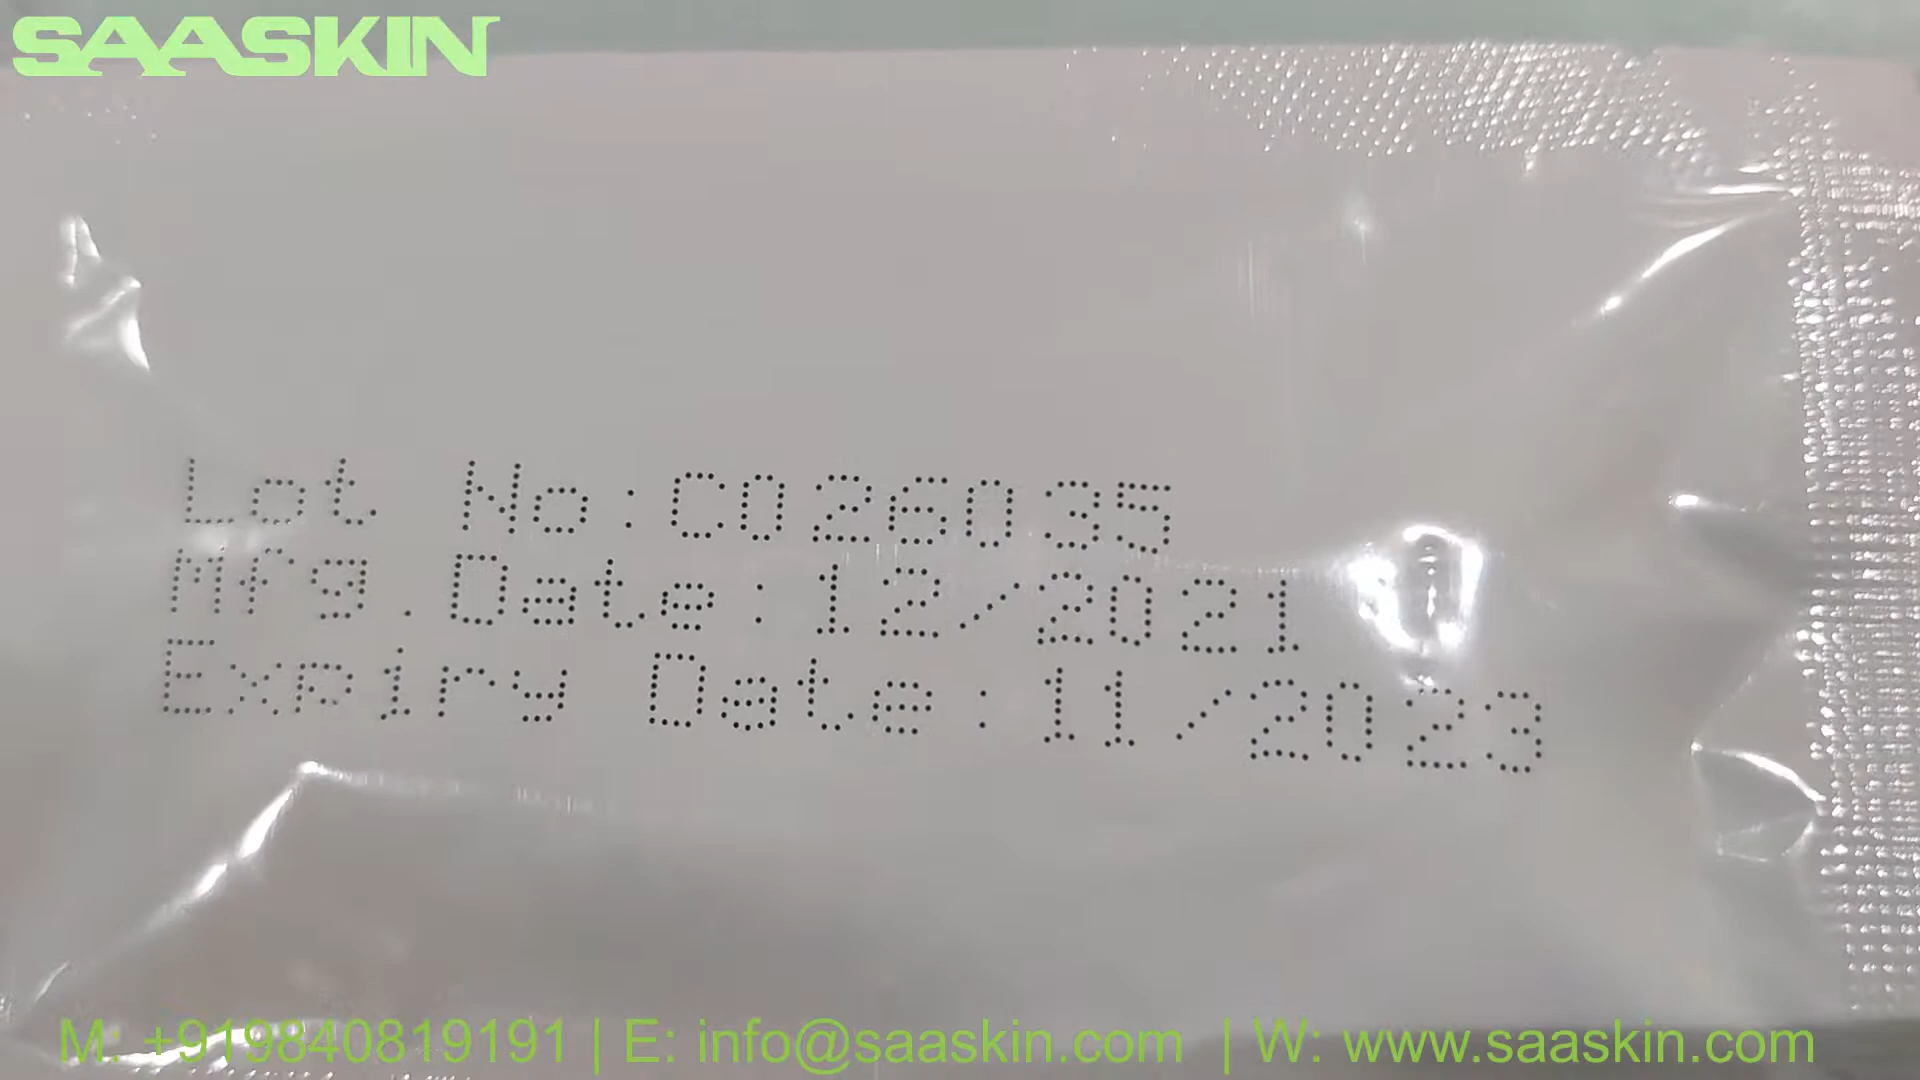 SAASKIN
Lot No:C026035
Mfg.Date:12/2021
Expiry Date:11/2023
M: +919840819191 | E: info@saaskin.com | W: www.saaskin.com